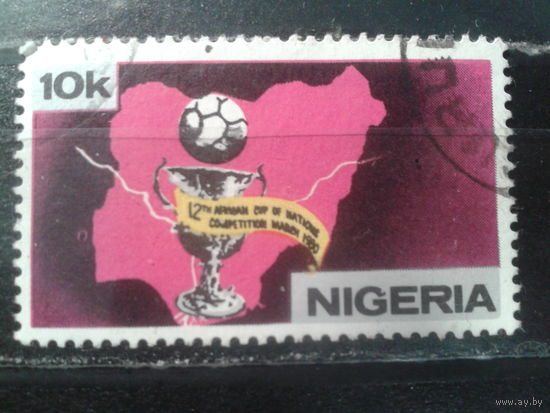 10k
12TH AFRICAN CUP OF NATIONS
COMPETITION MARCH 1980
NIGERIA
www.ay.by